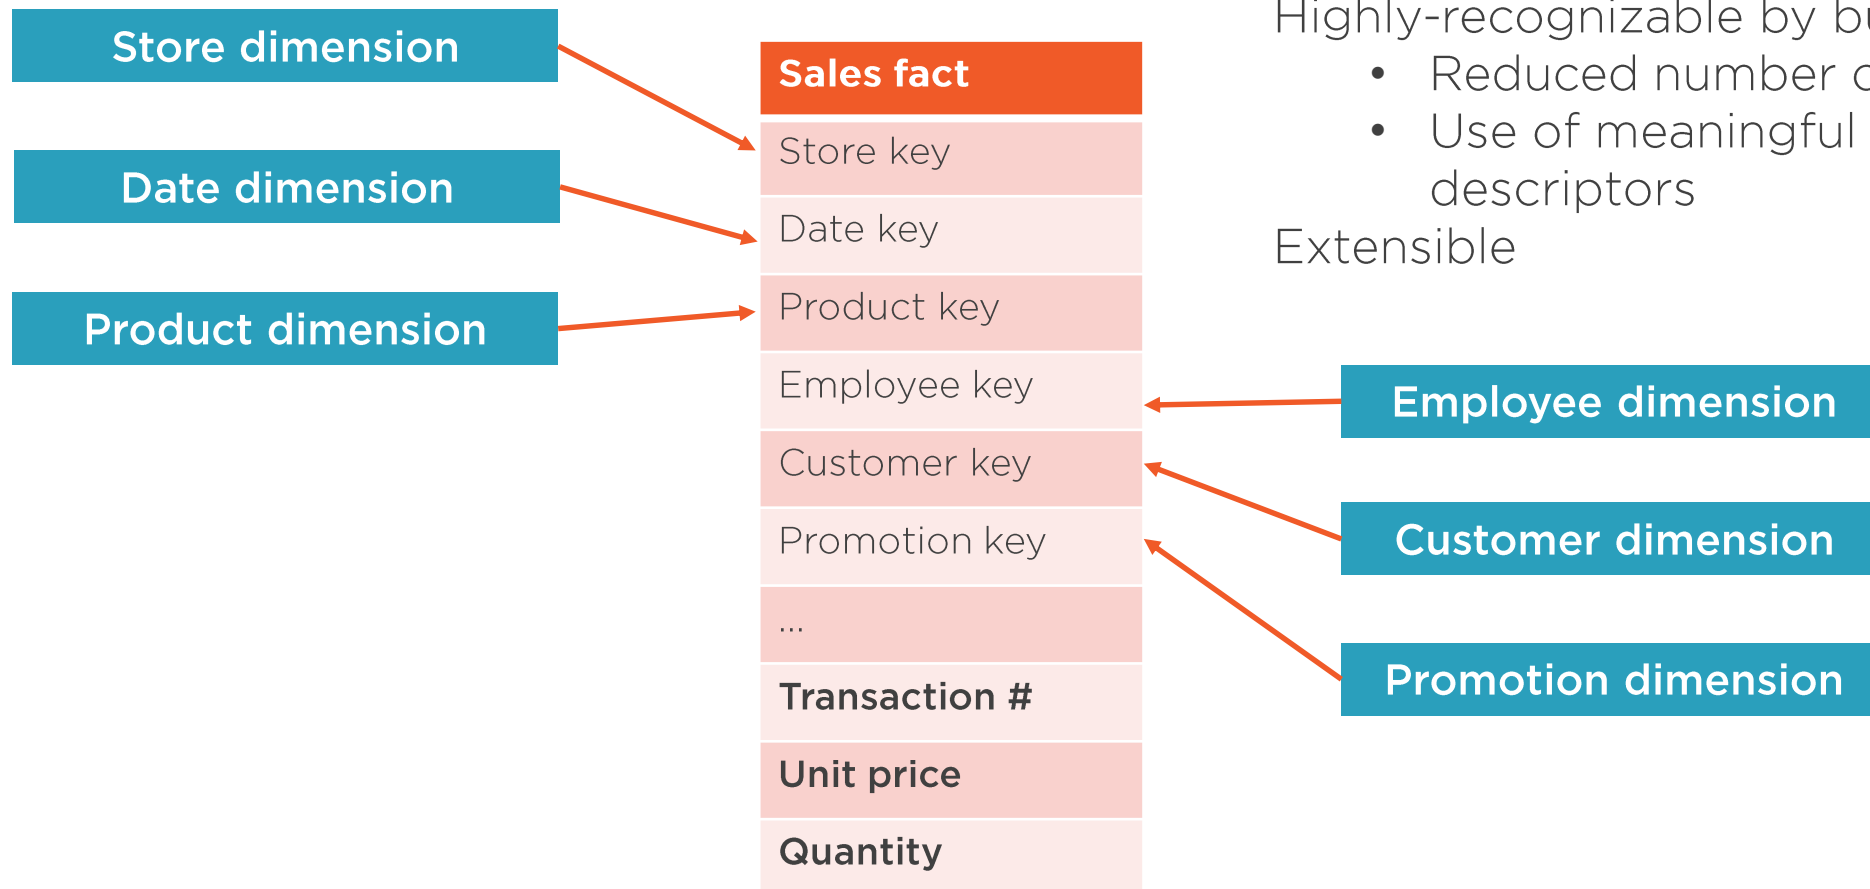 Store dimension
Date dimension
Product dimension
Sales fact
Store key
Date key
Product key
Employee key
Customer key
Promotion key
...
Transaction #
Unit price
Quantity
Highly-recognizable by
• Reduced number
• Use of meaningful
descriptors
Extensible
Employee dimension
Customer dimension
Promotion dimension